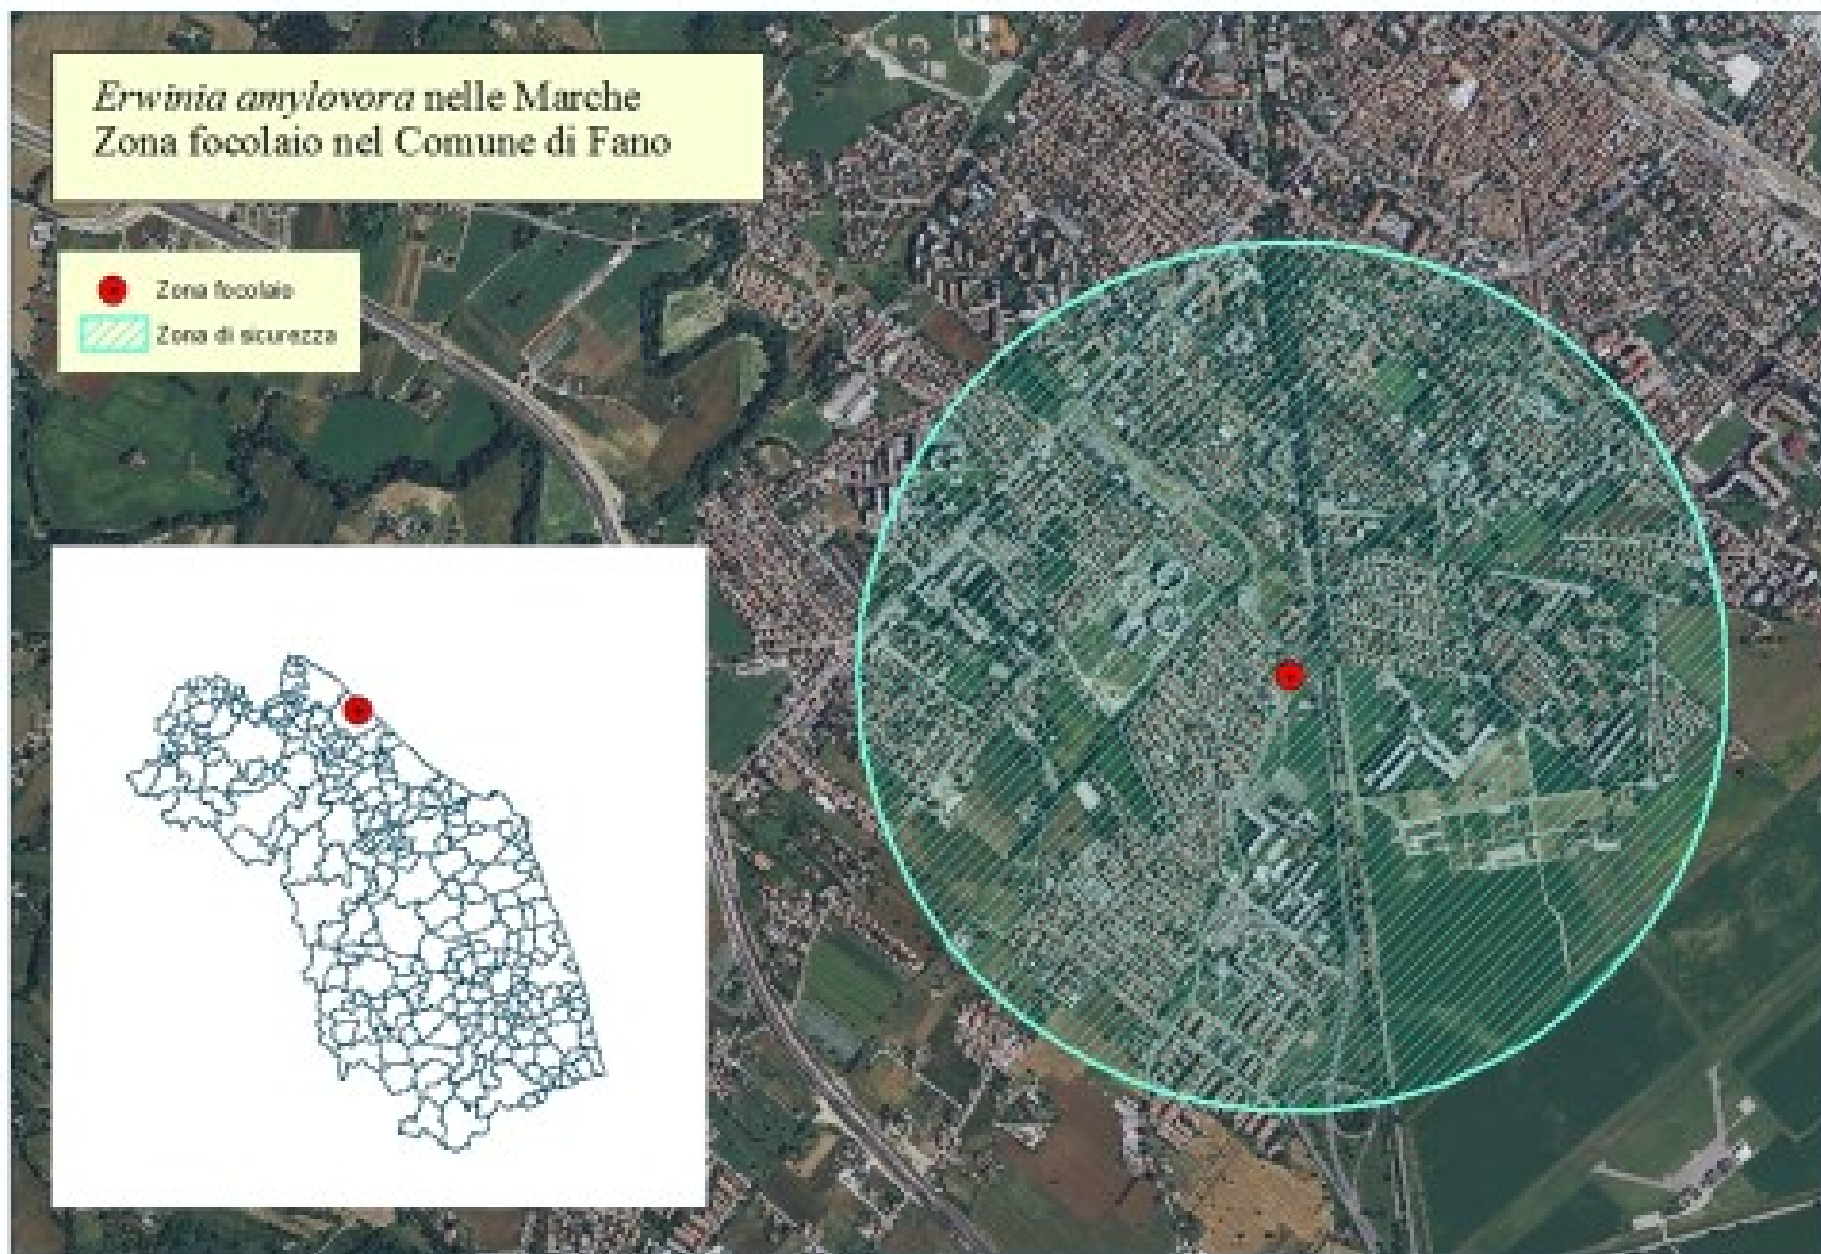 Erwinia amylovora nelle Marche
Zona focolaio nel Comune di Fano
Zona focolaio
Zona di sicurezza